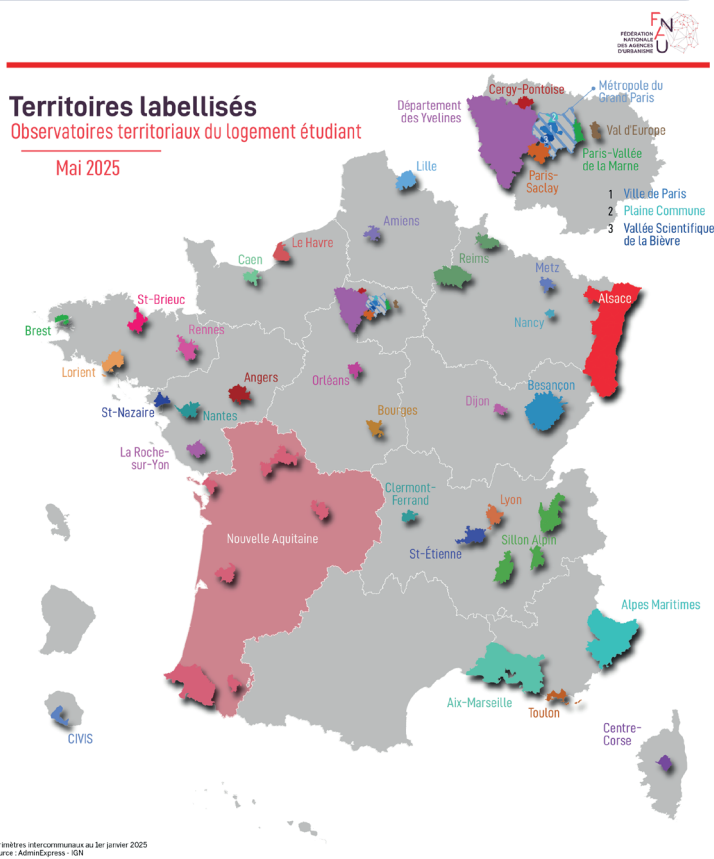 FNAU
FÉDÉRATION
NATIONALE
DES AGENCES
D'URBANISME
Territoires labellisés
Observatoires territoriaux du logement étudiant
Mai 2025
Cergy-Pontoise
Métropole du
Grand Paris
Département
des Yvelines
2
1
3
Val d'Europe
Paris-Vallée
de la Marne
Paris-
Saclay
1 Ville de Paris
2 Plaine Commune
3 Vallée Scientifique
de la Bièvre
Lille
Amiens
Le Havre
Caen
Reims
Metz
Alsace
St-Brieuc
Brest
Rennes
Nancy
Lorient
Orléans
Angers
Besançon
St-Nazaire
Nantes
Bourges
Dijon
La Roche-
sur-Yon
Clermont-
Ferrand
Lyon
Nouvelle Aquitaine
St-Étienne
Sillon Alpin
Alpes Maritimes
Aix-Marseille
Toulon
CIVIS
Centre-
Corse
rimètres intercommunaux au 1er janvier 2025
urce : AdminExpress - IGN